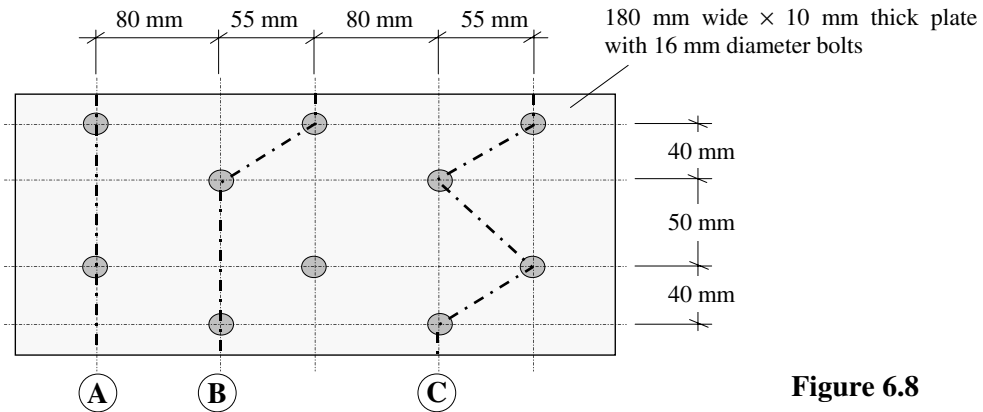 80 mm 55 mm 80 mm 55 mm
180 mm wide × 10 mm thick plate
with 16 mm diameter bolts
40 mm
50 mm
40 mm
A B C
Figure 6.8